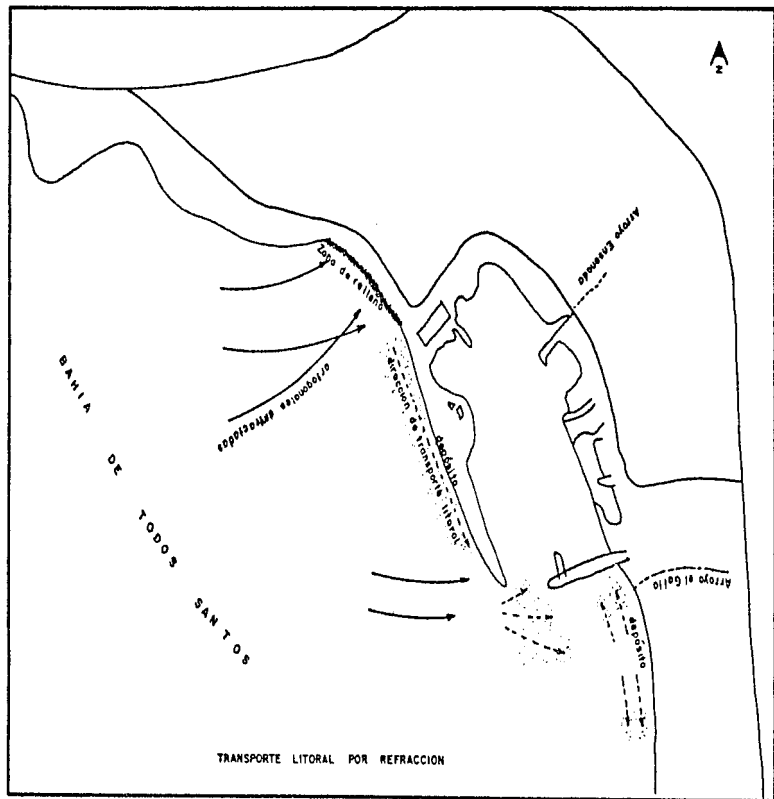 N
Arroyo Ensenada
Zona de relleno
ortogonales difractadas
dirección de transporte litoral
depósito
BAHIA DE TODOS SANTOS
Arroyo el Gallo
depósito
TRANSPORTE LITORAL POR REFRACCION